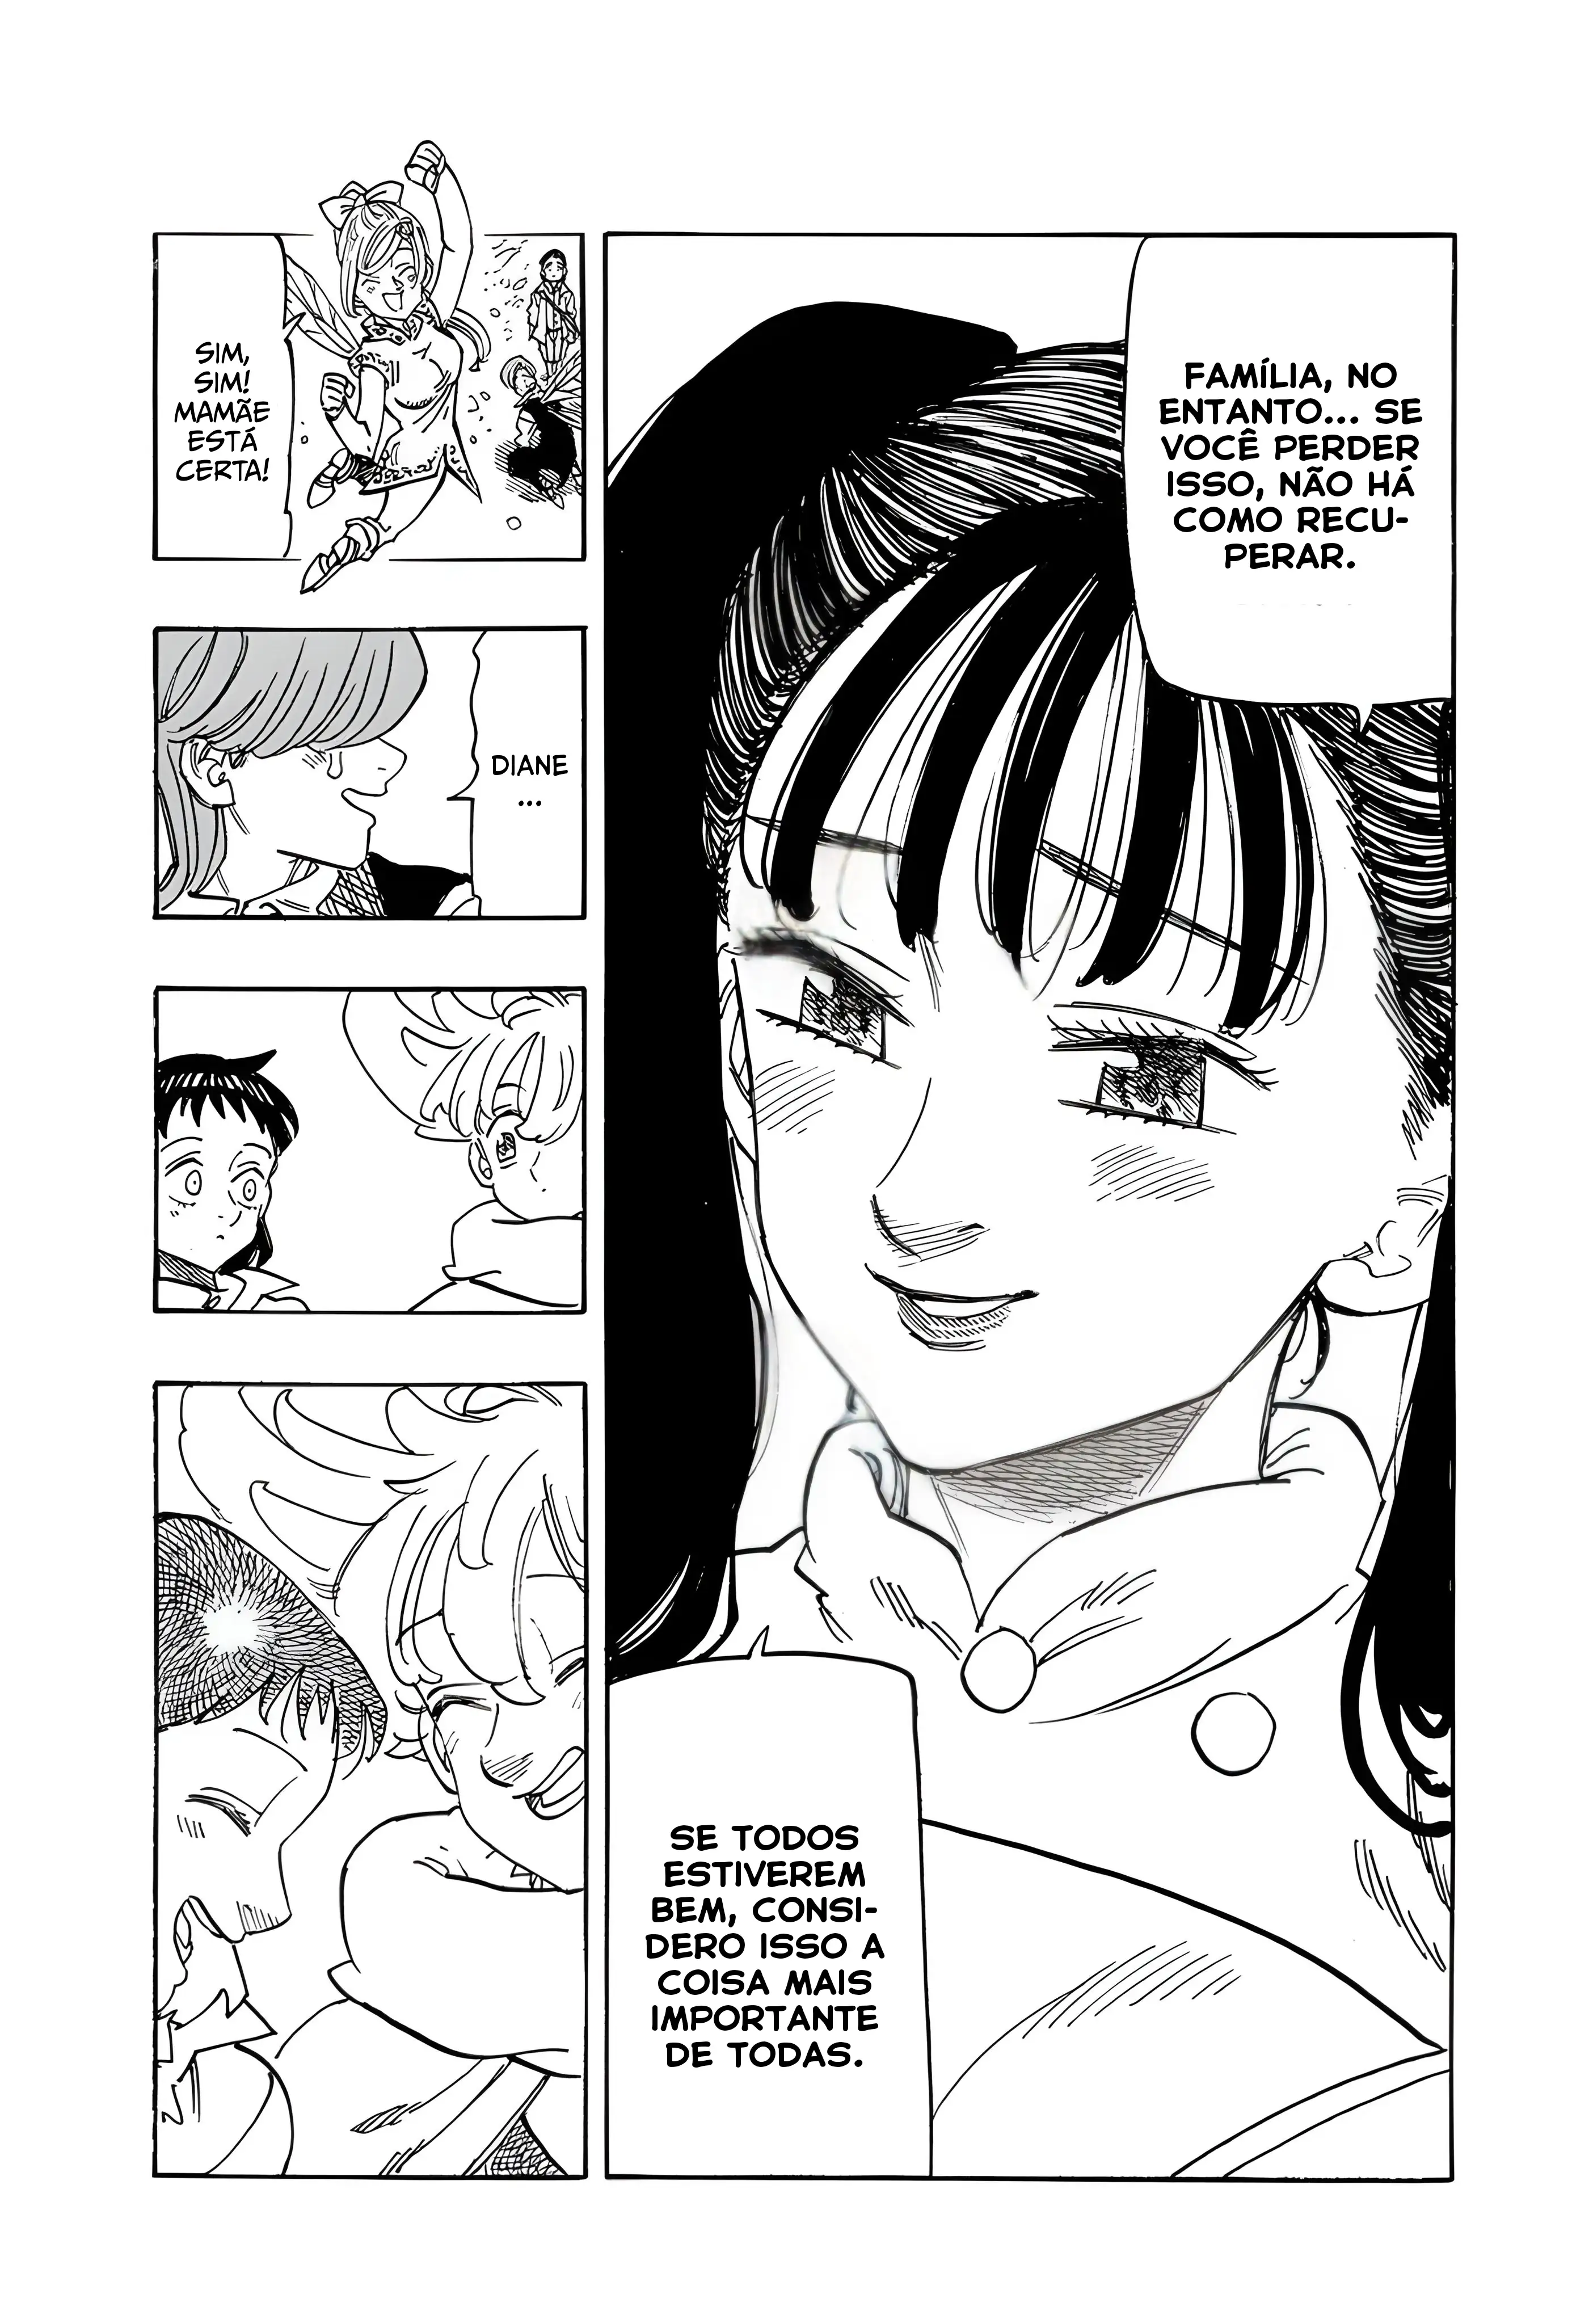 FAMÍLIA, NO
ENTANTO... SE
VOCÊ PERDER
ISSO, NÃO HÁ
COMO RECU-
PERAR.
SE TODOS
ESTIVEREM
BEM, CONSI-
DERO ISSO A
COISA MAIS
IMPORTANTE
DE TODAS.
SIM,
SIM!
MAMÃE
ESTÁ
CERTA!
DIANE
...